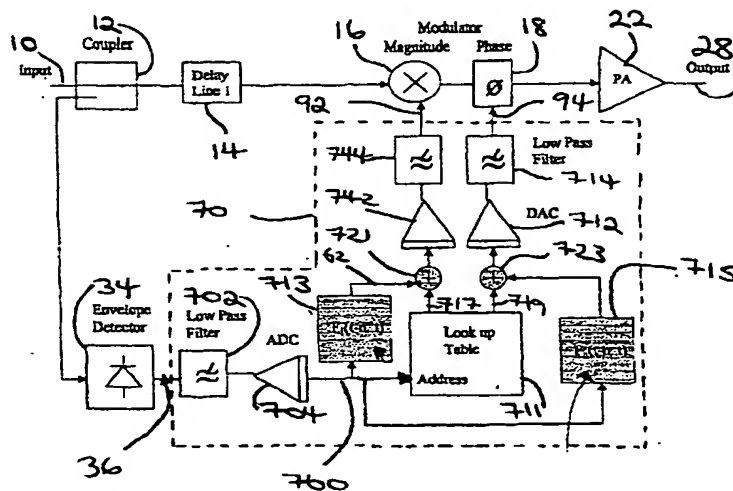 10
12
Coupler
Input
Delay
Line 1
14
16
Modulator
Magnitude
Phase
18
22
PA
28
Output
92
Ø
94
744
Low Pass
Filter
714
70
742
DAC
712
721
62
723
713
715
717
719
34
Envelope
Detector
702
Low Pass
Filter
ADC
704
Look up
Table
Address
711
36
700